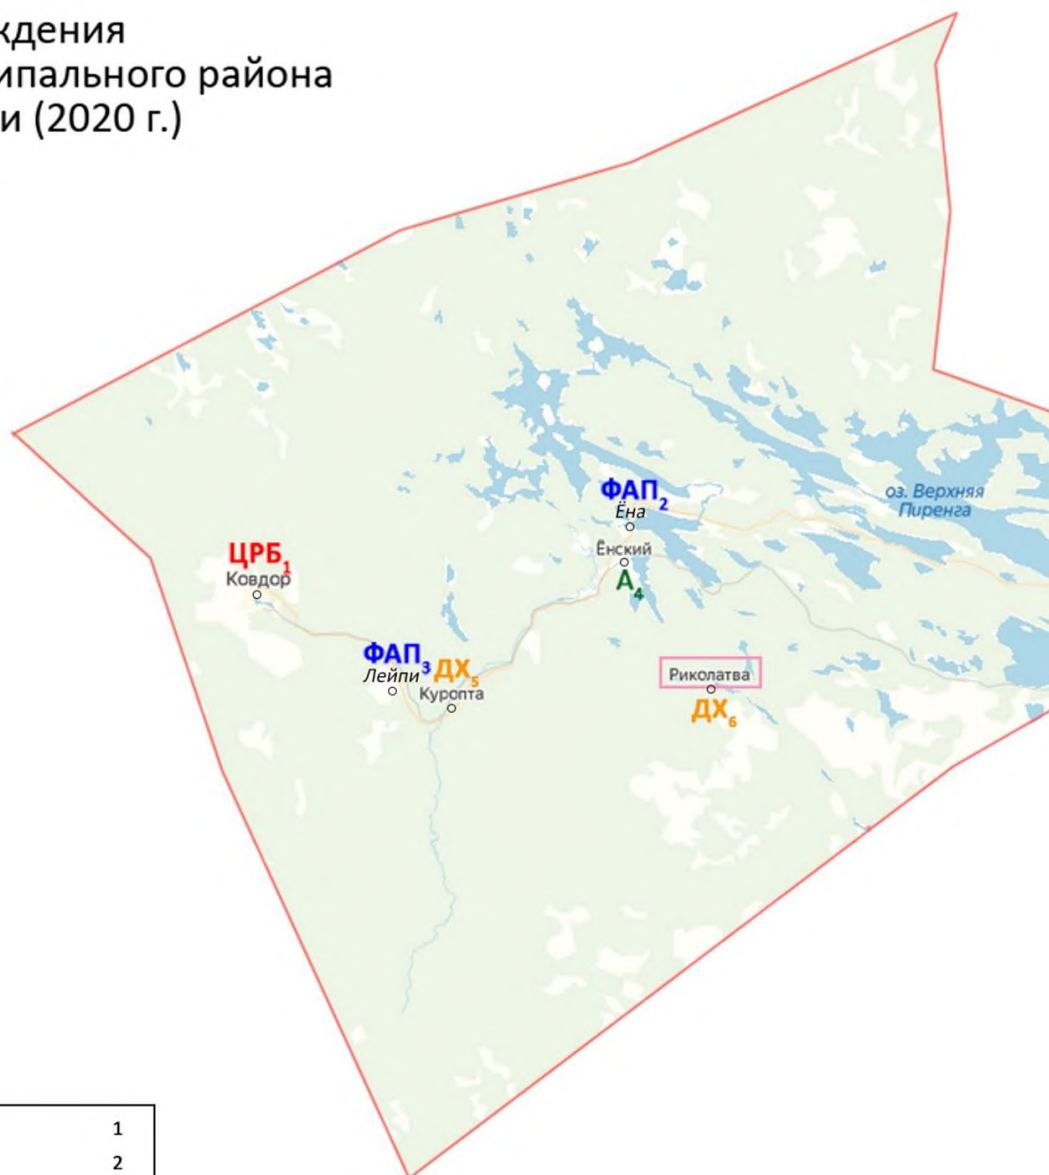 ждения
ипального района
и (2020 г.)
ФАП2
Ёна
оз. Верхняя
Пиренга
Ёнский
А4
ЦРБ1
Ковдор
ФАП3
Лейпи
ДХ5
Куропта
Риколатва
ДХ6
1
2